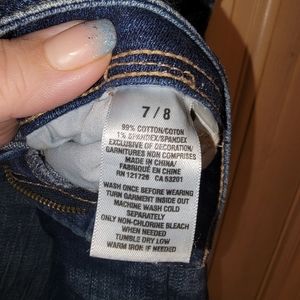 7/8
99% COTTON/COTON
1% SPANDEX/SPANDEX
EXCLUSIVE OF DECORATION/
GARNITURES NON COMPRISES
MADE IN CHINA/
FABRIQUÉ EN CHINE
RN 121726 CA 53201
WASH ONCE BEFORE WEARING
TURN GARMENT INSIDE OUT
MACHINE WASH COLD
SEPARATELY
ONLY NON-CHLORINE BLEACH
WHEN NEEDED
TUMBLE DRY LOW
WARM IRON IF NEEDED